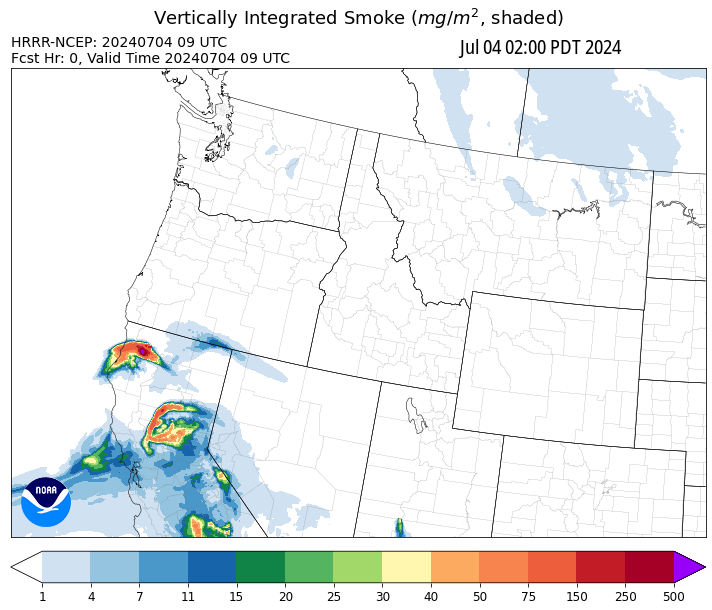 Vertically Integrated Smoke (mg/m², shaded)
HRRR-NCEP: 20240704 09 UTC
Jul 04 02:00 PDT 2024
Fcst Hr: 0, Valid Time 20240704 09 UTC
NOAA
1 4 7 11 15 20 25 30 40 50 75 150 250 500